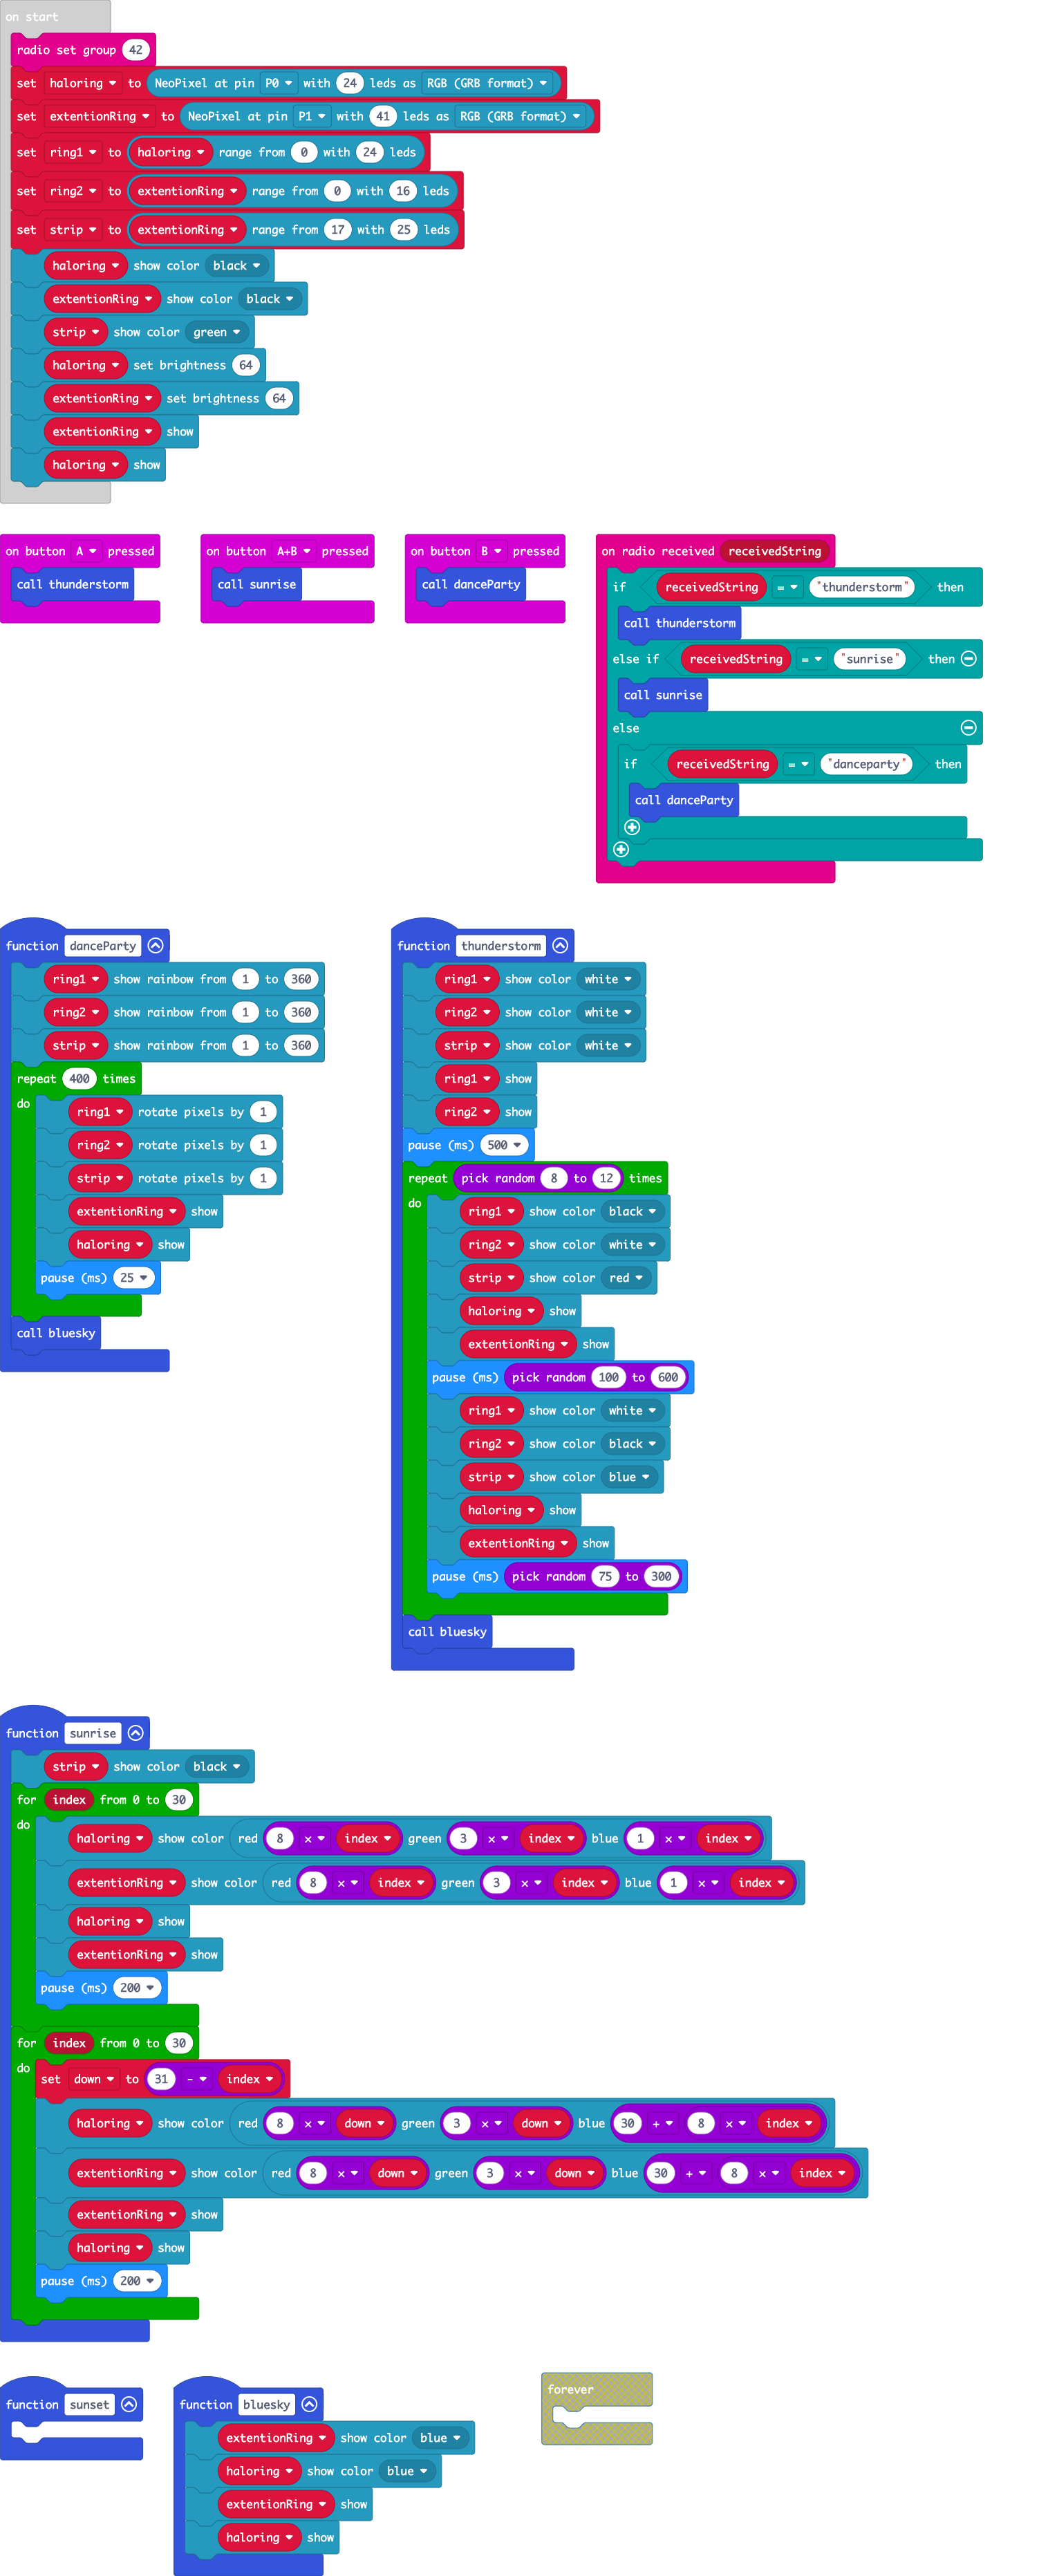 on start
radio set group 42
set haloring to NeoPixel at pin P0 with 24 leds as RGB (GRB format)
set extentionRing to NeoPixel at pin P1 with 41 leds as RGB (GRB format)
set ring1 to haloring range from 0 with 24 leds
set ring2 to extentionRing range from 0 with 16 leds
set strip to extentionRing range from 17 with 25 leds
haloring show color black
extentionRing show color black
strip show color green
haloring set brightness 64
extentionRing set brightness 64
extentionRing show
haloring show
on button A pressed
call thunderstorm
on button A+B pressed
call sunrise
on button B pressed
call danceParty
on radio received receivedString
if receivedString = "thunderstorm" then
call thunderstorm
else if receivedString = "sunrise" then
call sunrise
else
if receivedString = "danceparty" then
call danceParty
function danceParty
ring1 show rainbow from 1 to 360
ring2 show rainbow from 1 to 360
strip show rainbow from 1 to 360
repeat 400 times
do
ring1 rotate pixels by 1
ring2 rotate pixels by 1
strip rotate pixels by 1
extentionRing show
haloring show
pause (ms) 25
call bluesky
function thunderstorm
ring1 show color white
ring2 show color white
strip show color white
ring1 show
ring2 show
pause (ms) 500
repeat pick random 8 to 12 times
do
ring1 show color black
ring2 show color white
strip show color red
haloring show
extentionRing show
pause (ms) pick random 100 to 600
ring1 show color white
ring2 show color black
strip show color blue
haloring show
extentionRing show
pause (ms) pick random 75 to 300
call bluesky
function sunrise
strip show color black
for index from 0 to 30
do
haloring show color red 8 × index green 3 × index blue 1 × index
extentionRing show color red 8 × index green 3 × index blue 1 × index
haloring show
extentionRing show
pause (ms) 200
for index from 0 to 30
do
set down to 31 - index
haloring show color red 8 × down green 3 × down blue 30 + 8 × index
extentionRing show color red 8 × down green 3 × down blue 30 + 8 × index
extentionRing show
haloring show
pause (ms) 200
function sunset
function bluesky
extentionRing show color blue
haloring show color blue
extentionRing show
haloring show
forever